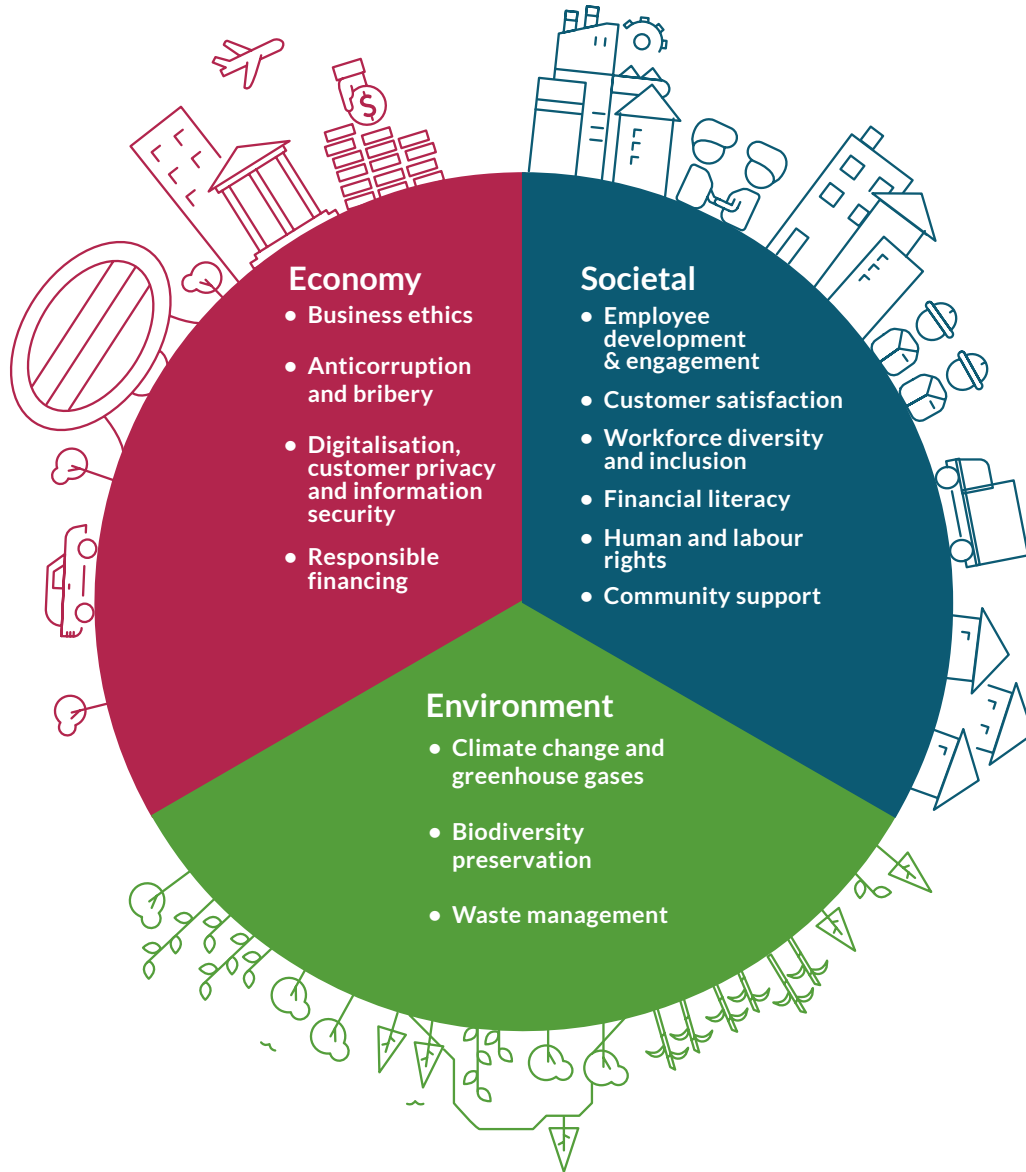 Economy
• Business ethics
• Anticorruption
and bribery
• Digitalisation,
customer privacy
and information
security
• Responsible
financing
Societal
• Employee
development
& engagement
• Customer satisfaction
• Workforce diversity
and inclusion
• Financial literacy
• Human and labour
rights
• Community support
Environment
• Climate change and
greenhouse gases
• Biodiversity
preservation
• Waste management
$